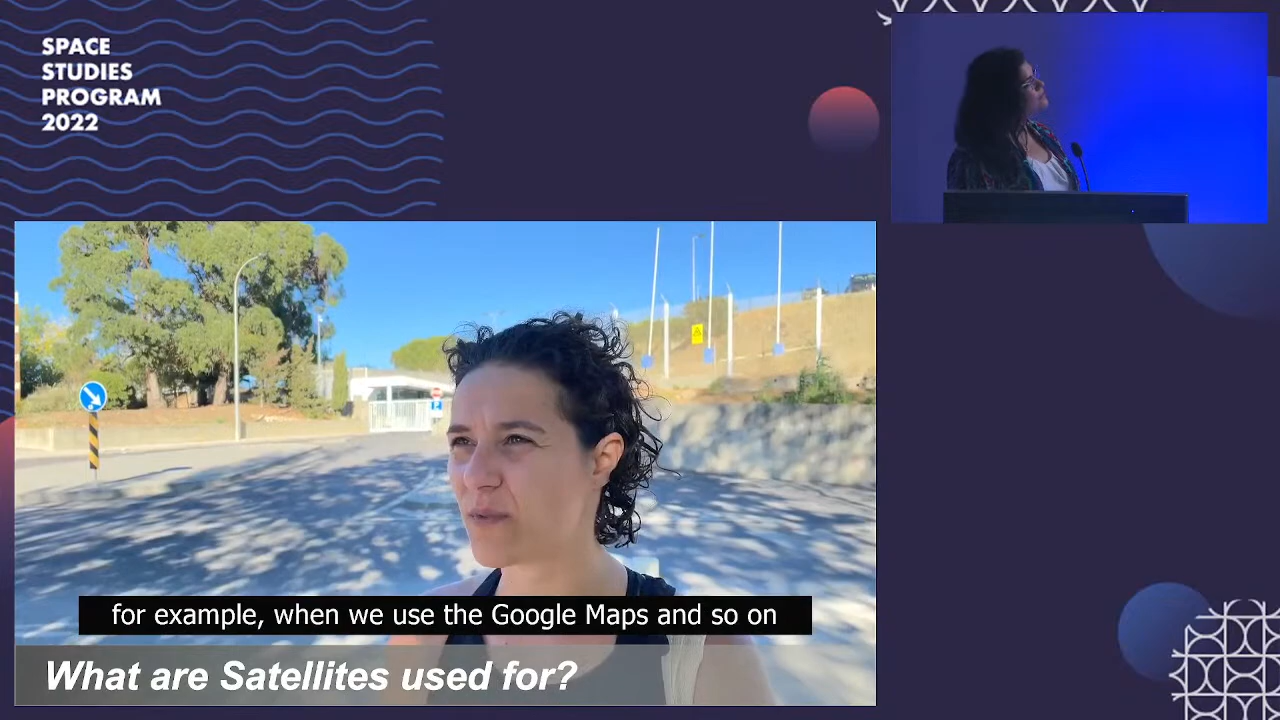 SPACE
STUDIES
PROGRAM
2022
for example, when we use the Google Maps and so on
What are Satellites used for?